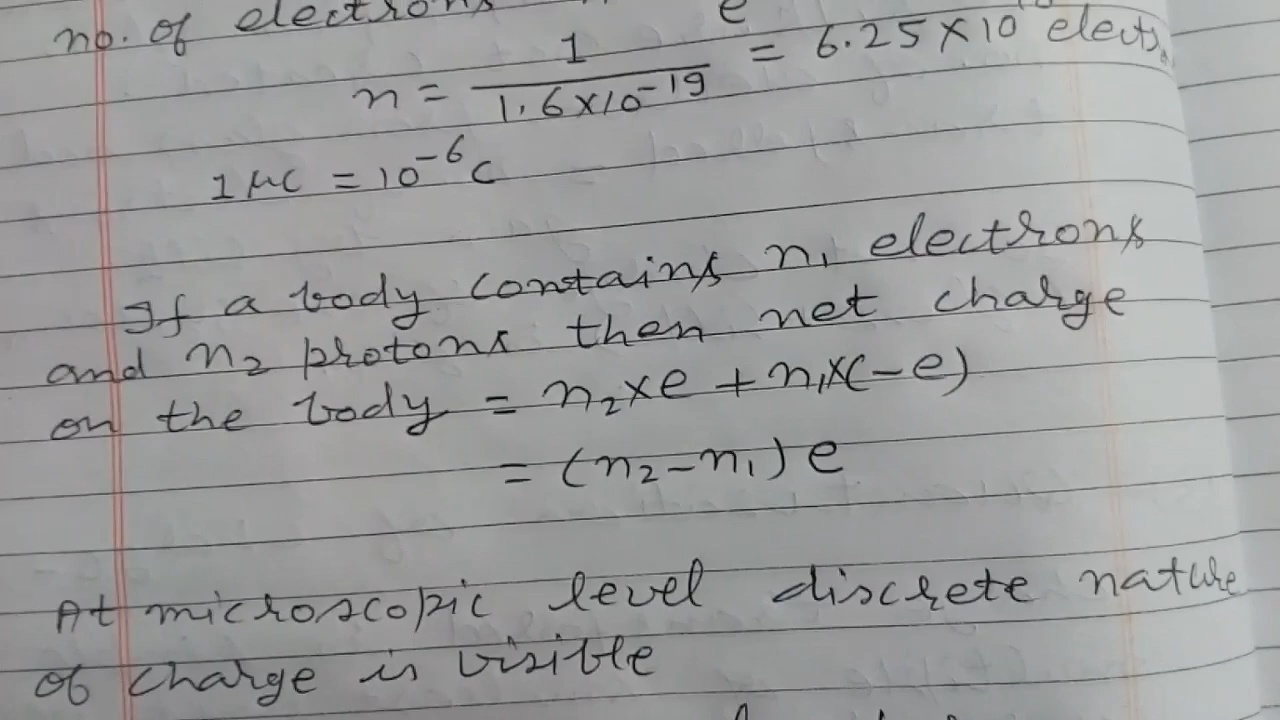 no. of electrons
e
n = 1 / 1.6×10⁻¹⁹ = 6.25×10 elects.
1 μC = 10⁻⁶ C
If a body contains n₁ electrons
and n₂ protons then net charge
on the body = n₂×e + n₁×(-e)
= (n₂-n₁) e
At microscopic level discrete nature
of charge is visible